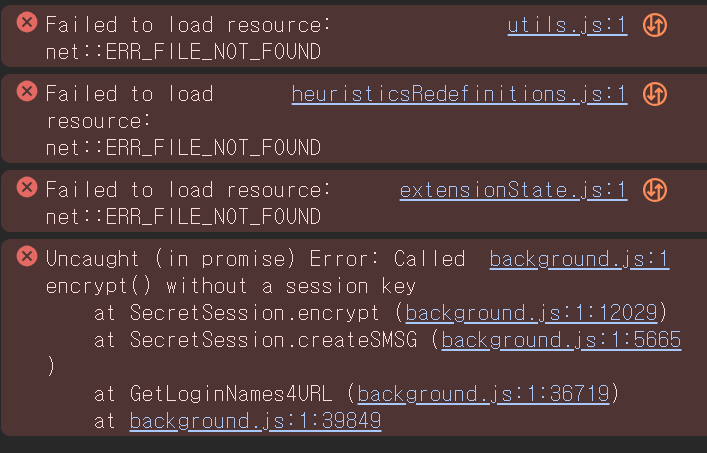 Failed to load resource: utils.js:1
net::ERR_FILE_NOT_FOUND
Failed to load heuristicsRedefinitions.js:1
resource:
net::ERR_FILE_NOT_FOUND
Failed to load resource: extensionState.js:1
net::ERR_FILE_NOT_FOUND
Uncaught (in promise) Error: Called background.js:1
encrypt() without a session key
at SecretSession.encrypt (background.js:1:12029)
at SecretSession.createSMSG (background.js:1:5665
)
at GetLoginNames4URL (background.js:1:36719)
at background.js:1:39849